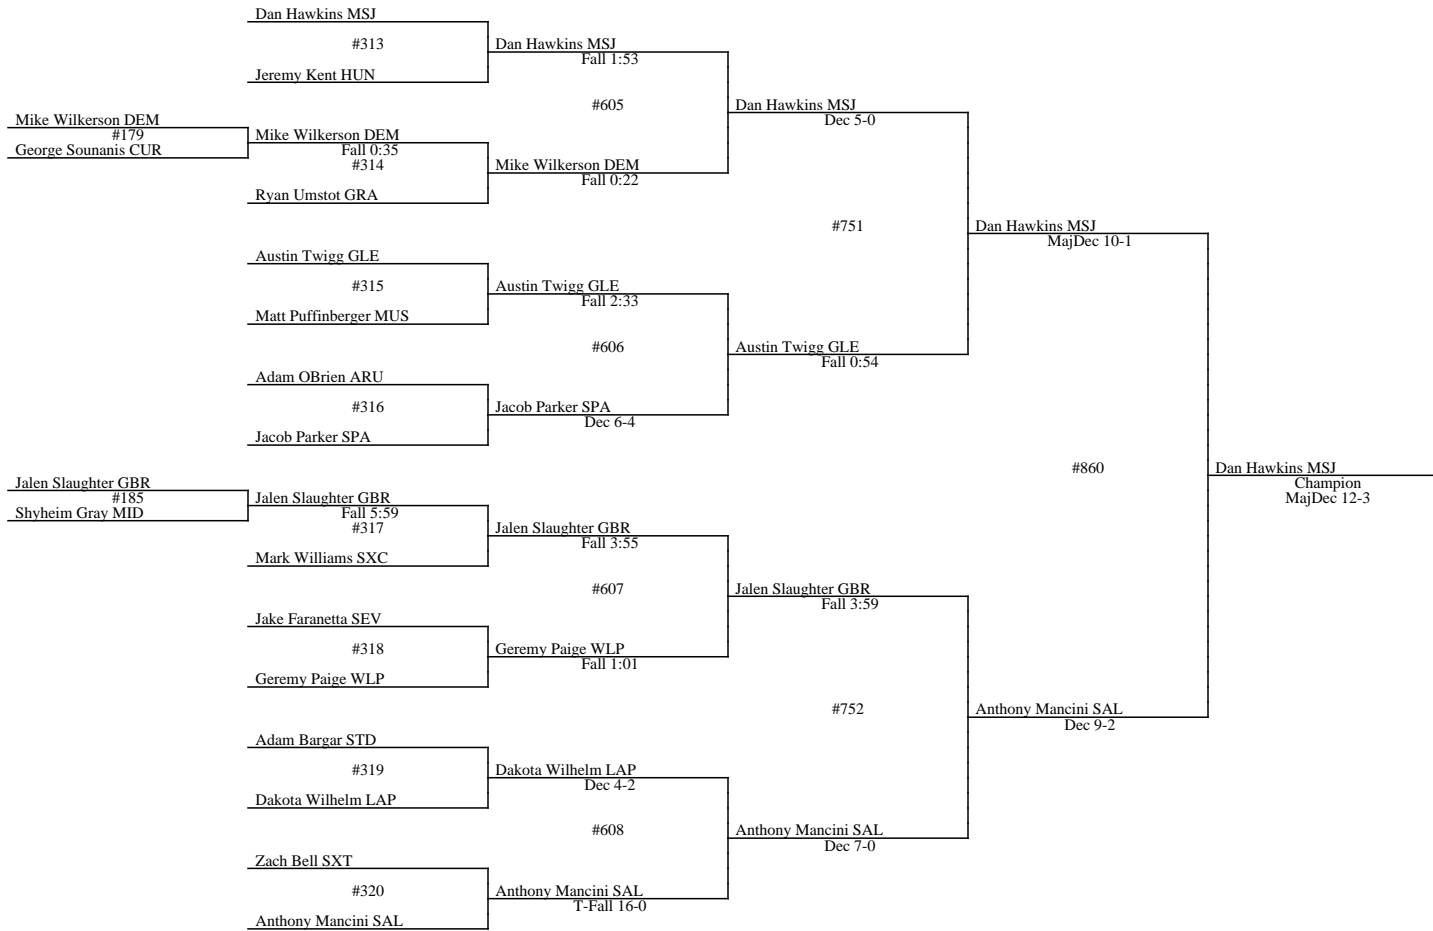 Dan Hawkins MSJ
#313
Jeremy Kent HUN
Mike Wilkerson DEM
#179
George Sounanis CUR
Mike Wilkerson DEM
Fall 0:35
#314
Ryan Umstot GRA
Austin Twigg GLE
#315
Matt Puffinberger MUS
Adam OBrien ARU
#316
Jacob Parker SPA
Jalen Slaughter GBR
#185
Shyheim Gray MID
Jalen Slaughter GBR
Fall 5:59
#317
Mark Williams SXC
Jake Faranetta SEV
#318
Geremy Paige WLP
Adam Bargar STD
#319
Dakota Wilhelm LAP
Zach Bell SXT
#320
Anthony Mancini SAL
Dan Hawkins MSJ
Fall 1:53
#605
Mike Wilkerson DEM
Fall 0:22
Austin Twigg GLE
Fall 2:33
#606
Jacob Parker SPA
Dec 6-4
Jalen Slaughter GBR
Fall 3:55
#607
Geremy Paige WLP
Fall 1:01
Dakota Wilhelm LAP
Dec 4-2
#608
Anthony Mancini SAL
T-Fall 16-0
Dan Hawkins MSJ
Dec 5-0
#751
Austin Twigg GLE
Fall 0:54
Jalen Slaughter GBR
Fall 3:59
#752
Anthony Mancini SAL
Dec 7-0
Dan Hawkins MSJ
MajDec 10-1
#860
Anthony Mancini SAL
Dec 9-2
Dan Hawkins MSJ
Champion
MajDec 12-3